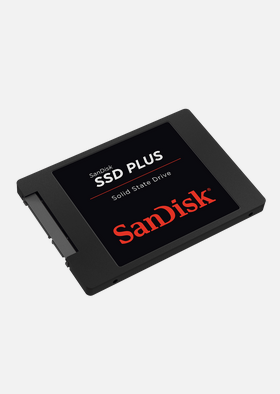 SanDisk
SSD PLUS
Solid State Drive
SanDisk